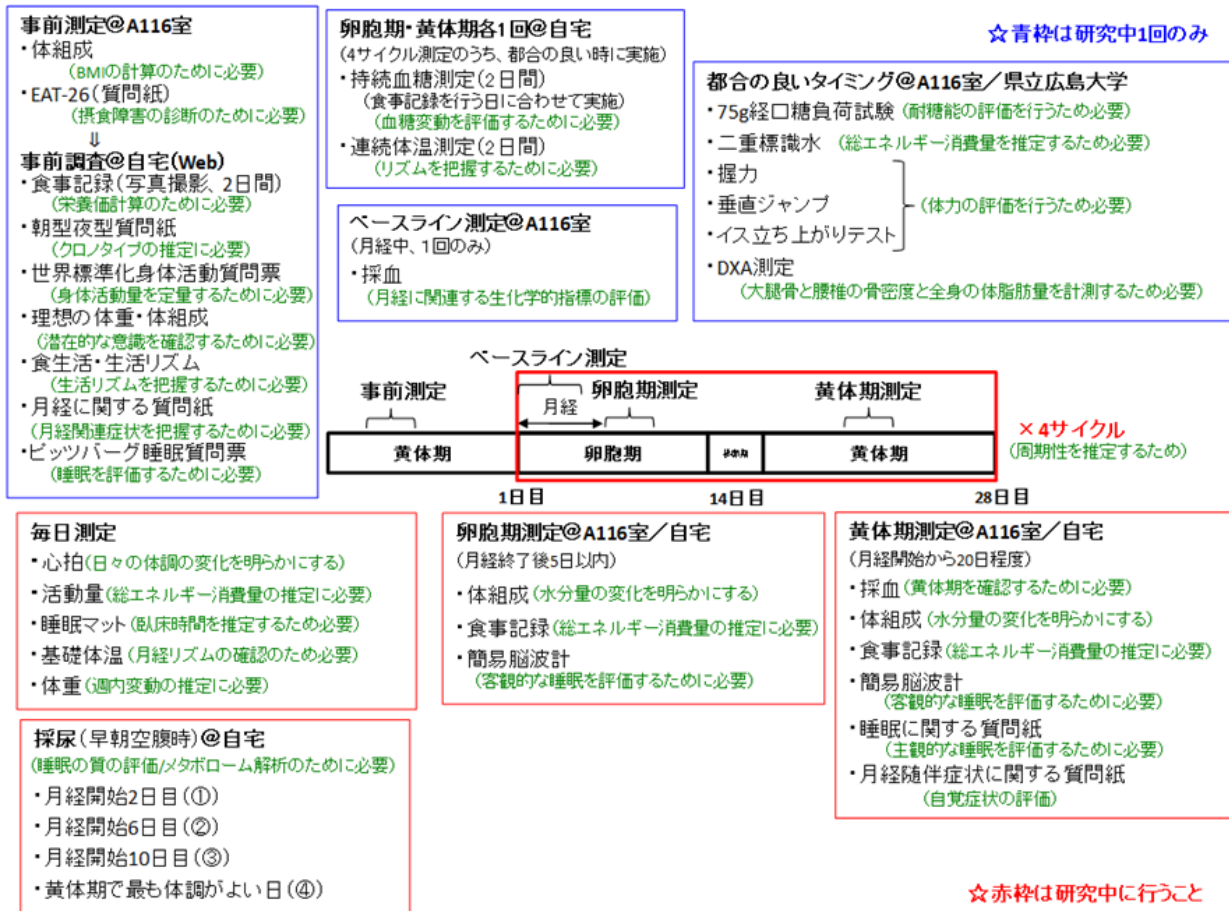 事前測定@A116室
・体組成
(BMIの計算のために必要)
・EAT-26(質問紙)
(摂食障害の診断のために必要)
⇓
事前調査@自宅(Web)
・食事記録(写真撮影、2日間)
(栄養価計算のために必要)
・朝型夜型質問紙
(クロノタイプの推定に必要)
・世界標準化身体活動質問票
(身体活動量を定量するために必要)
・理想の体重・体組成
(潜在的な意識を確認するために必要)
・食生活・生活リズム
(生活リズムを把握するために必要)
・月経に関する質問紙
(月経関連症状を把握するために必要)
・ピッツバーグ睡眠質問票
(睡眠を評価するために必要)
卵胞期・黄体期各1回@自宅
(4サイクル測定のうち、都合の良い時に実施)
・持続血糖測定(2日間)
(食事記録を行う日に合わせて実施)
(血糖変動を評価するために必要)
・連続体温測定(2日間)
(リズムを把握するために必要)
ベースライン測定@A116室
(月経中、1回のみ)
・採血
(月経に関連する生化学的指標の評価)
☆青枠は研究中1回のみ
都合の良いタイミング@A116室/県立広島大学
・75g経口糖負荷試験(耐糖能の評価を行うため必要)
・二重標識水 (総エネルギー消費量を推定するため必要)
・握力
・垂直ジャンプ (体力の評価を行うため必要)
・イス立ち上がりテスト
・DXA測定
(大腿骨と腰椎の骨密度と全身の体脂肪量を計測するため必要)
ベースライン測定
事前測定 月経 卵胞期測定 黄体期測定
黄体期 卵胞期 黄体期
×4サイクル
(周期性を推定するため)
1日目 14日目 28日目
毎日測定
・心拍(日々の体調の変化を明らかにする)
・活動量(総エネルギー消費量の推定に必要)
・睡眠マット(臥床時間を推定するため必要)
・基礎体温(月経リズムの確認のため必要)
・体重(週内変動の推定に必要)
採尿(早朝空腹時)@自宅
(睡眠の質の評価/メタボローム解析のために必要)
・月経開始2日目(①)
・月経開始6日目(②)
・月経開始10日目(③)
・黄体期で最も体調がよい日(④)
卵胞期測定@A116室/自宅
(月経終了後5日以内)
・体組成(水分量の変化を明らかにする)
・食事記録(総エネルギー消費量の推定に必要)
・簡易脳波計
(客観的な睡眠を評価するために必要)
黄体期測定@A116室/自宅
(月経開始から20日程度)
・採血(黄体期を確認するために必要)
・体組成(水分量の変化を明らかにする)
・食事記録(総エネルギー消費量の推定に必要)
・簡易脳波計
(客観的な睡眠を評価するために必要)
・睡眠に関する質問紙
(主観的な睡眠を評価するために必要)
・月経随伴症状に関する質問紙
(自覚症状の評価)
☆赤枠は研究中に行うこと